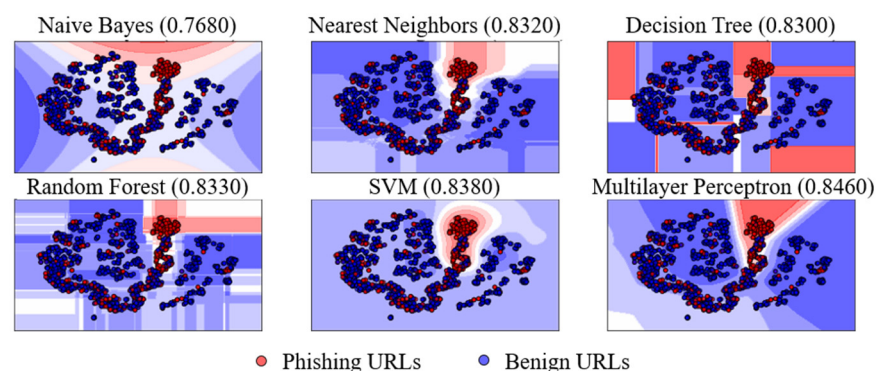 Naive Bayes (0.7680) Nearest Neighbors (0.8320) Decision Tree (0.8300)
Random Forest (0.8330) SVM (0.8380) Multilayer Perceptron (0.8460)
Phishing URLs Benign URLs